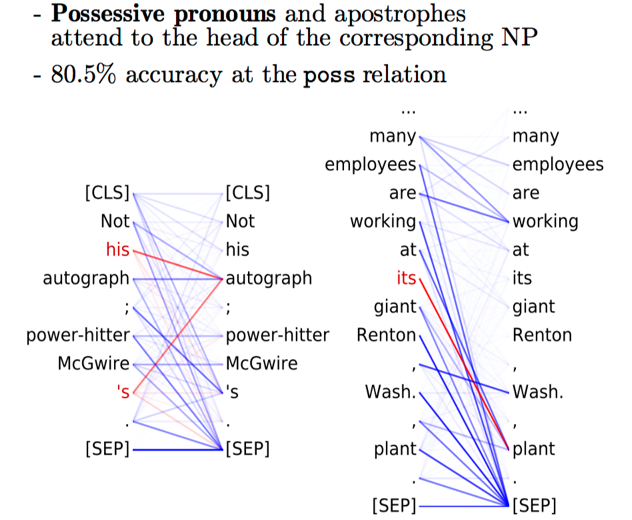 - Possessive pronouns and apostrophes
attend to the head of the corresponding NP
- 80.5% accuracy at the poss relation
[CLS] [CLS]
Not Not
his his
autograph autograph
; ;
power-hitter power-hitter
McGwire McGwire
's 's
. .
[SEP] [SEP]
... ...
many many
employees employees
are are
working working
at at
its its
giant giant
Renton Renton
, ,
Wash. Wash.
, ,
plant plant
. .
[SEP] [SEP]